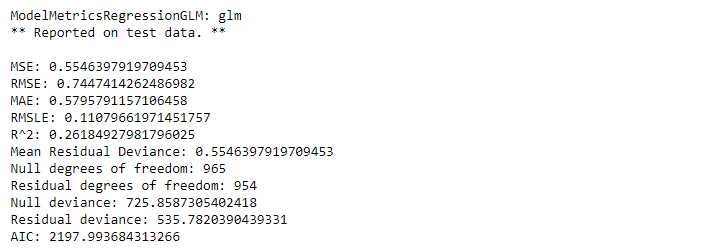 ModelMetricsRegressionGLM: glm
** Reported on test data. **
MSE: 0.5546397919709453
RMSE: 0.7447414262486982
MAE: 0.5795791157106458
RMSLE: 0.11079661971451757
R^2: 0.26184927981796025
Mean Residual Deviance: 0.5546397919709453
Null degrees of freedom: 965
Residual degrees of freedom: 954
Null deviance: 725.8587305402418
Residual deviance: 535.7820390439331
AIC: 2197.993684313266